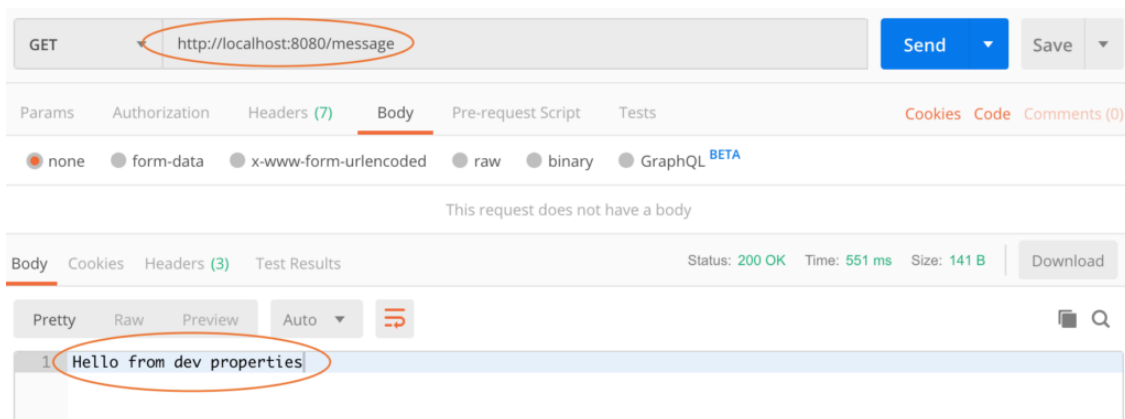 GET http://localhost:8080/message Send Save
Params Authorization Headers (7) Body Pre-request Script Tests Cookies Code Comments (0)
none form-data x-www-form-urlencoded raw binary GraphQL BETA
This request does not have a body
Body Cookies Headers (3) Test Results Status: 200 OK Time: 551 ms Size: 141 B Download
Pretty Raw Preview Auto
1 Hello from dev properties